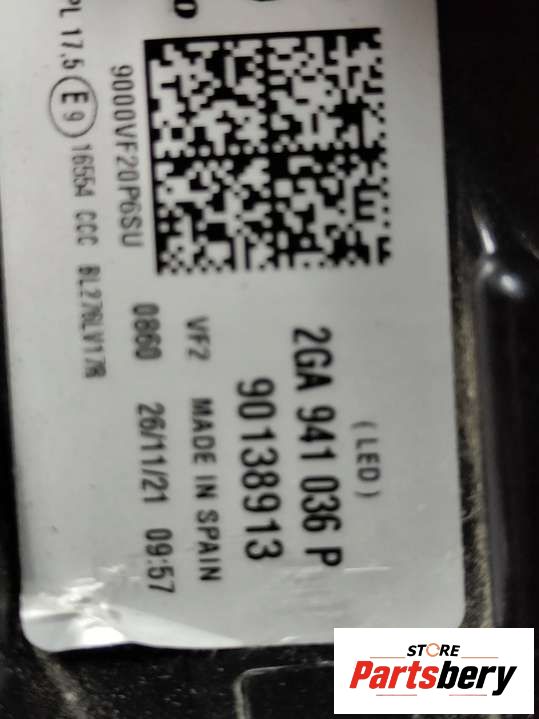 (LED)
2GA 941 036 P
90138913
VF2 MADE IN SPAIN
0860 26/11/21 09:57
9000VF20P6SU
PL 17.5 E9 16554 CCC
STORE
Partsbery